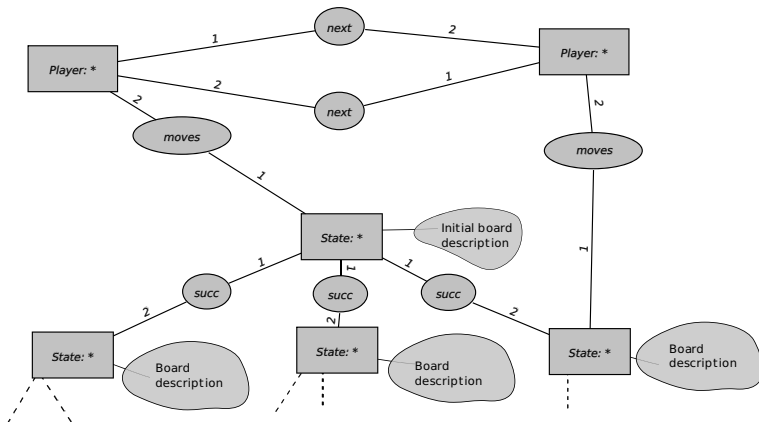 next
1
2
Player: *
Player: *
2
1
next
2
moves
2
moves
1
Initial board
description
State: *
1
1
1
1
succ
succ
succ
2
2
2
State: *
State: *
State: *
Board
description
Board
description
Board
description